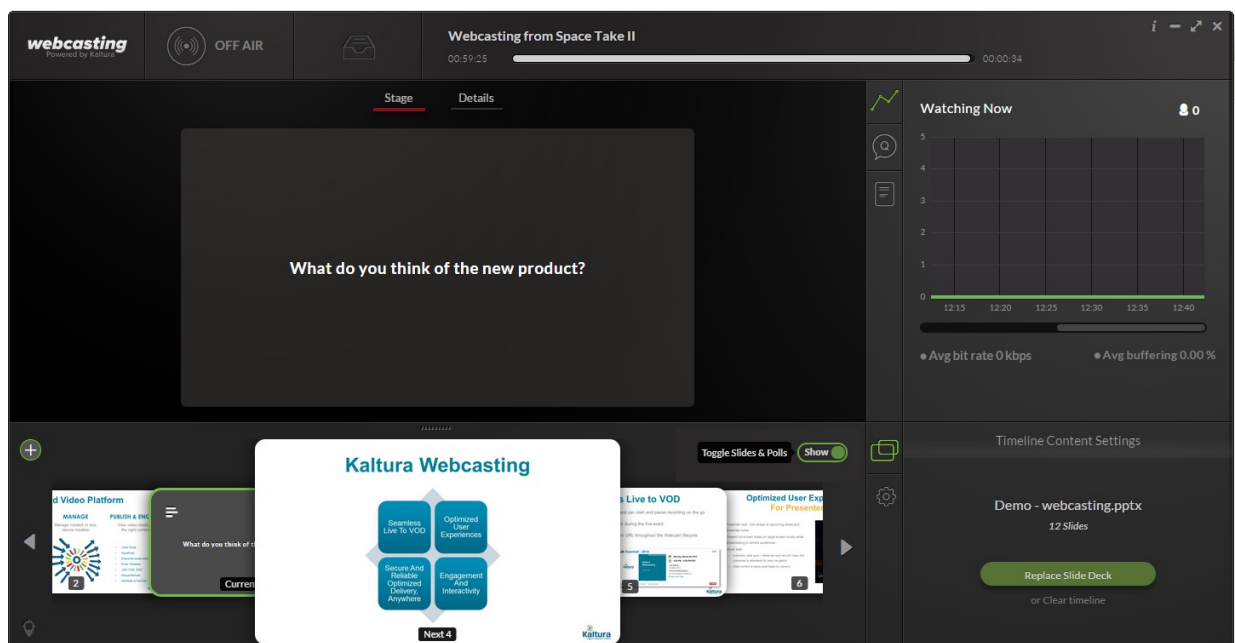 webcasting
Powered by Kaltura
OFF AIR
Webcasting from Space Take II
00:59:25
00:00:34
i
Stage
Details
What do you think of the new product?
Q
Watching Now
0
5
4
3
2
1
0
12:15 12:20 12:25 12:30 12:35 12:40
Avg bit rate 0 kbps
Avg buffering 0.00 %
Toggle Slides & Polls
Show
d Video Platform
MANAGE
PUBLISH & ENG
2
What do you think of t
Curren
Kaltura Webcasting
Seamless
Live To VOD
Optimized
User
Experiences
Secure And
Reliable
Optimized
Delivery,
Anywhere
Engagement
And
Interactivity
Next 4
Kaltura
s Live to VOD
5
Optimized User Exp
For Presente
6
Timeline Content Settings
Demo - webcasting.pptx
12 Slides
Replace Slide Deck
or Clear timeline